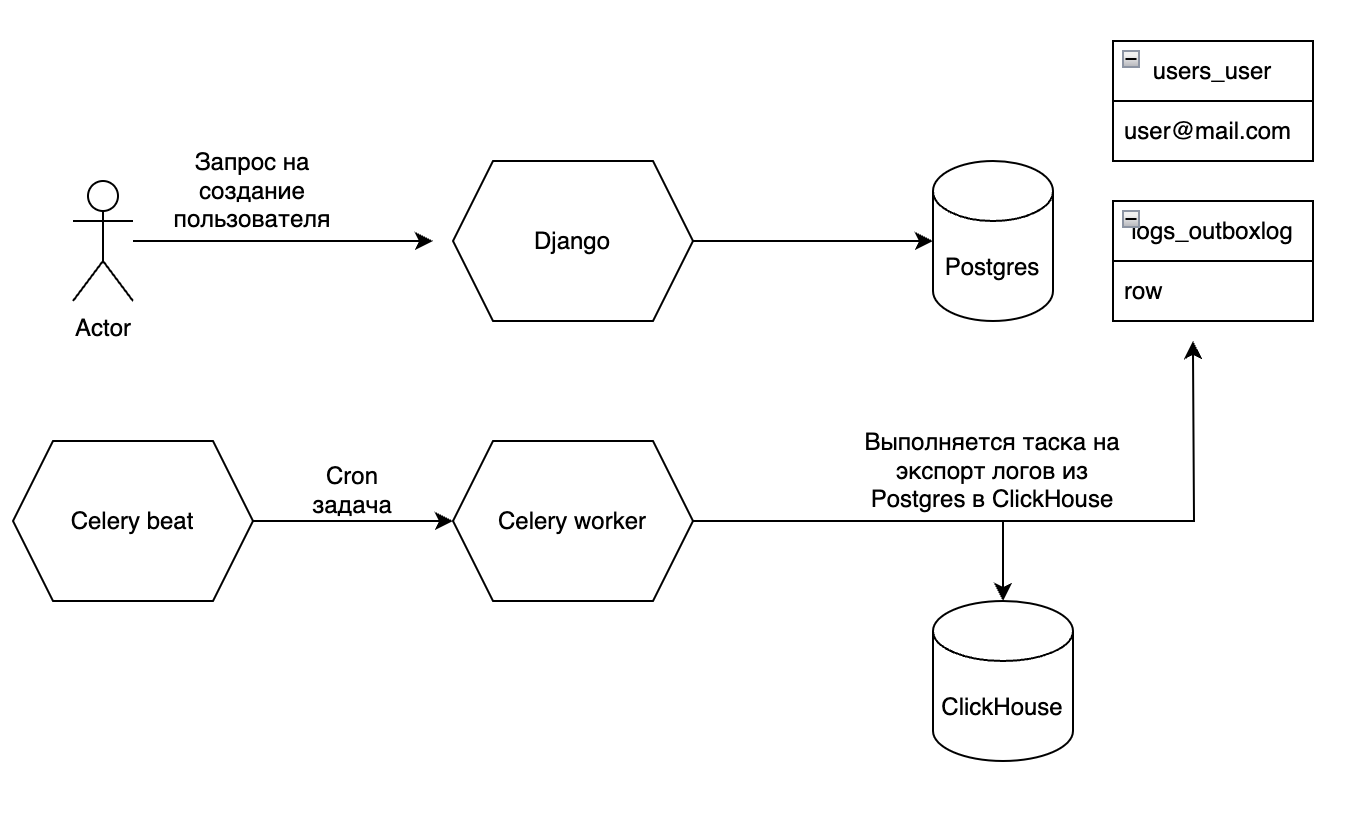 users_user
user@mail.com
Запрос на
создание
пользователя
Actor
Django
Postgres
logs_outboxlog
row
Celery beat
Cron
задача
Celery worker
Выполняется таска на
экспорт логов из
Postgres в ClickHouse
ClickHouse